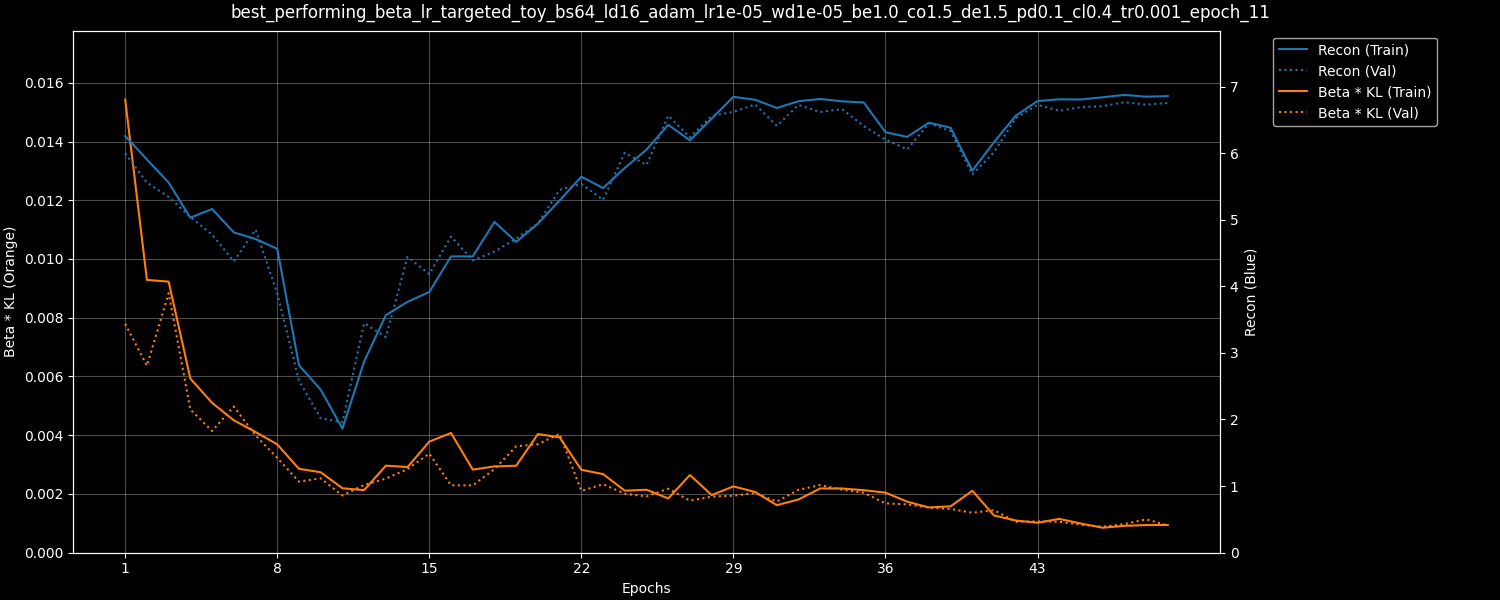 best_performing_beta_lr_targeted_toy_bs64_ld16_adam_lr1e-05_wd1e-05_be1.0_co1.5_de1.5_pd0.1_cl0.4_tr0.001_epoch_11
Recon (Train)
Recon (Val)
Beta * KL (Train)
Beta * KL (Val)
Beta * KL (Orange)
0.016
0.014
0.012
0.010
0.008
0.006
0.004
0.002
0.000
7
6
5
4
3
2
1
0
Recon (Blue)
1 8 15 22 29 36 43
Epochs